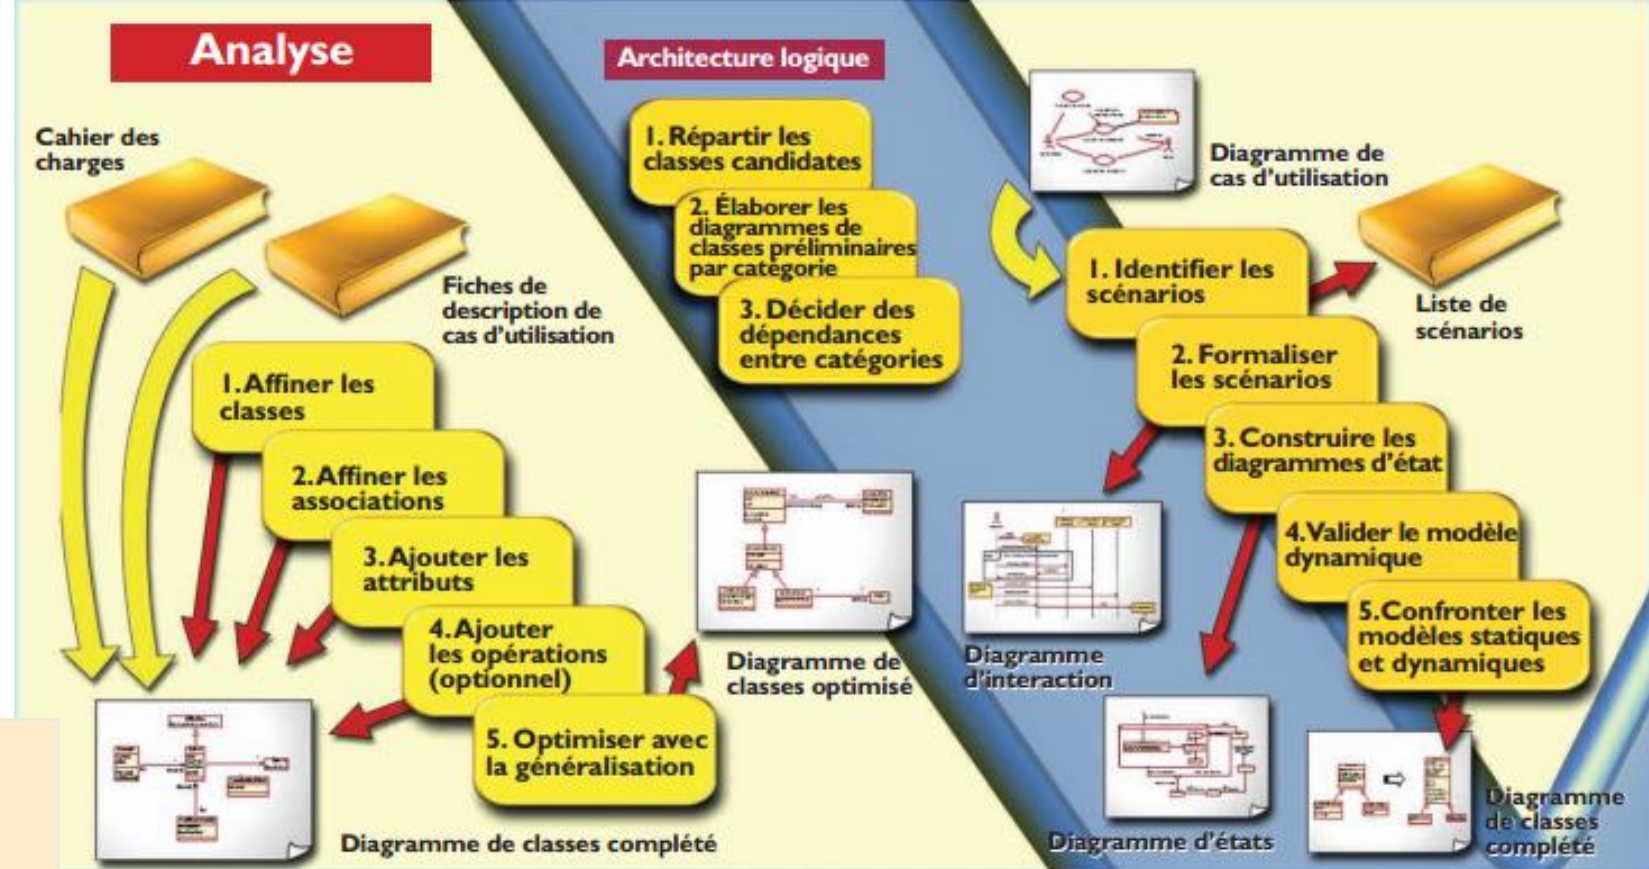 Analyse
Cahier des
charges
Fiches de
description de
cas d'utilisation
1. Affiner les
classes
2. Affiner les
associations
3. Ajouter les
attributs
4. Ajouter
les opérations
(optionnel)
5. Optimiser avec
la généralisation
Diagramme de classes complété
Diagramme de
classes optimisé
Architecture logique
1. Répartir les
classes candidates
2. Élaborer les
diagrammes de
classes préliminaires
par catégorie
3. Décider des
dépendances
entre catégories
Diagramme de
cas d'utilisation
1. Identifier les
scénarios
Liste de
scénarios
2. Formaliser
les scénarios
3. Construire les
diagrammes d'état
4. Valider le modèle
dynamique
5. Confronter les
modèles statiques
et dynamiques
Diagramme
d'interaction
Diagramme d'états
Diagramme
de classes
complété